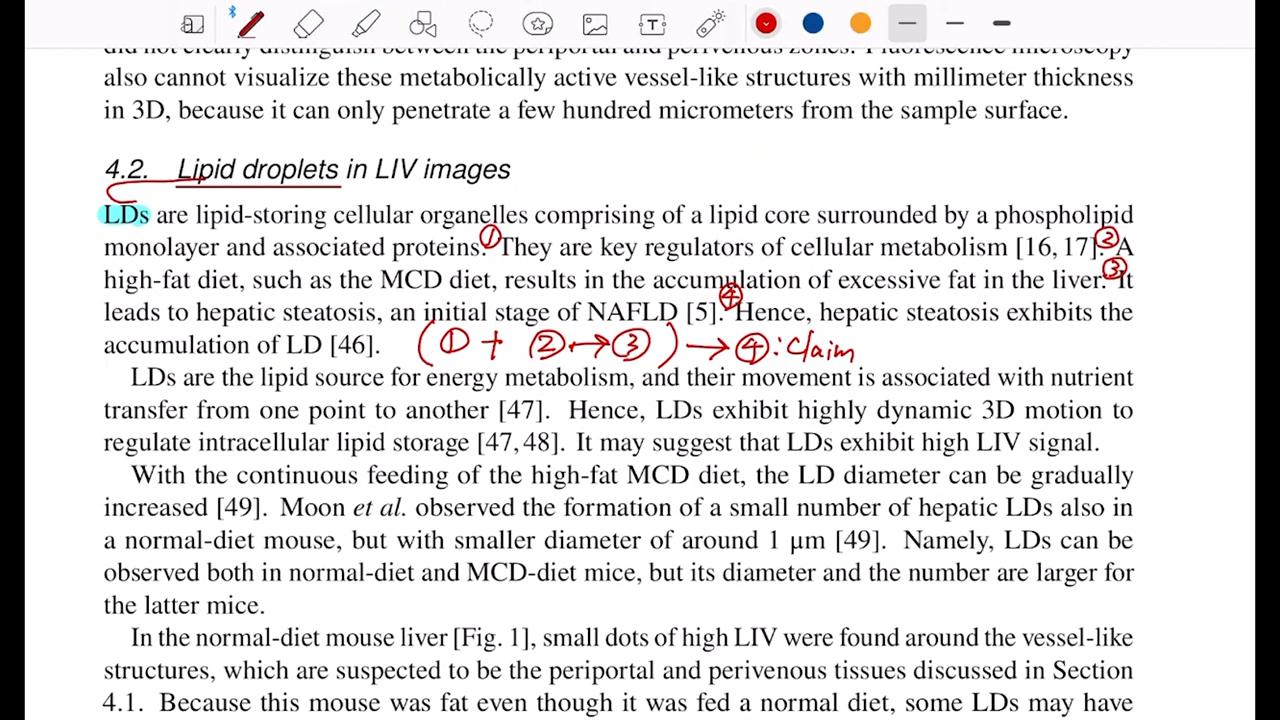 T
did not clearly distinguish between the periportal and perivenous zones. Fluorescence microscopy
also cannot visualize these metabolically active vessel-like structures with millimeter thickness
in 3D, because it can only penetrate a few hundred micrometers from the sample surface.
4.2. Lipid droplets in LIV images
LDs are lipid-storing cellular organelles comprising of a lipid core surrounded by a phospholipid
monolayer and associated proteins. ① They are key regulators of cellular metabolism [16, 17]. ② A
high-fat diet, such as the MCD diet, results in the accumulation of excessive fat in the liver. ③ It
leads to hepatic steatosis, an initial stage of NAFLD [5]. ④ Hence, hepatic steatosis exhibits the
accumulation of LD [46]. (① + ② ↔ ③) → ④: Claim
LDs are the lipid source for energy metabolism, and their movement is associated with nutrient
transfer from one point to another [47]. Hence, LDs exhibit highly dynamic 3D motion to
regulate intracellular lipid storage [47, 48]. It may suggest that LDs exhibit high LIV signal.
With the continuous feeding of the high-fat MCD diet, the LD diameter can be gradually
increased [49]. Moon et al. observed the formation of a small number of hepatic LDs also in
a normal-diet mouse, but with smaller diameter of around 1 μm [49]. Namely, LDs can be
observed both in normal-diet and MCD-diet mice, but its diameter and the number are larger for
the latter mice.
In the normal-diet mouse liver [Fig. 1], small dots of high LIV were found around the vessel-like
structures, which are suspected to be the periportal and perivenous tissues discussed in Section
4.1. Because this mouse was fat even though it was fed a normal diet, some LDs may have